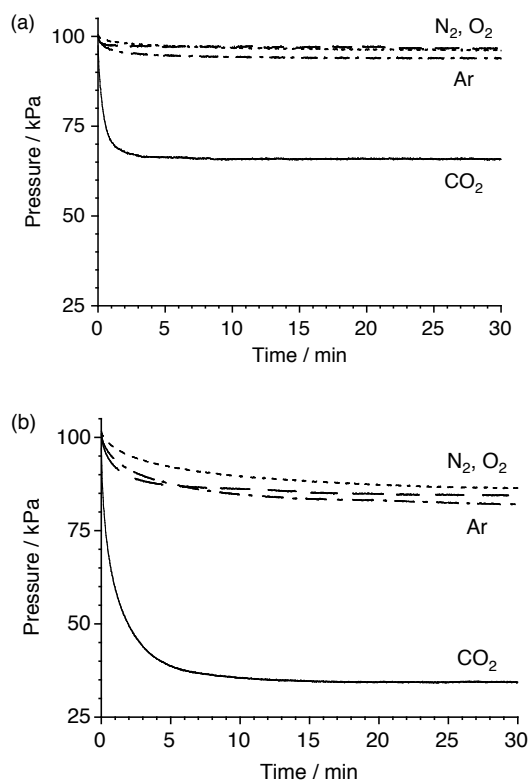 (a)
N₂, O₂
100
Ar
75
CO₂
50
25
0 5 10 15 20 25 30
Pressure / kPa
Time / min
(b)
100
N₂, O₂
Ar
75
50
CO₂
25
0 5 10 15 20 25 30
Pressure / kPa
Time / min